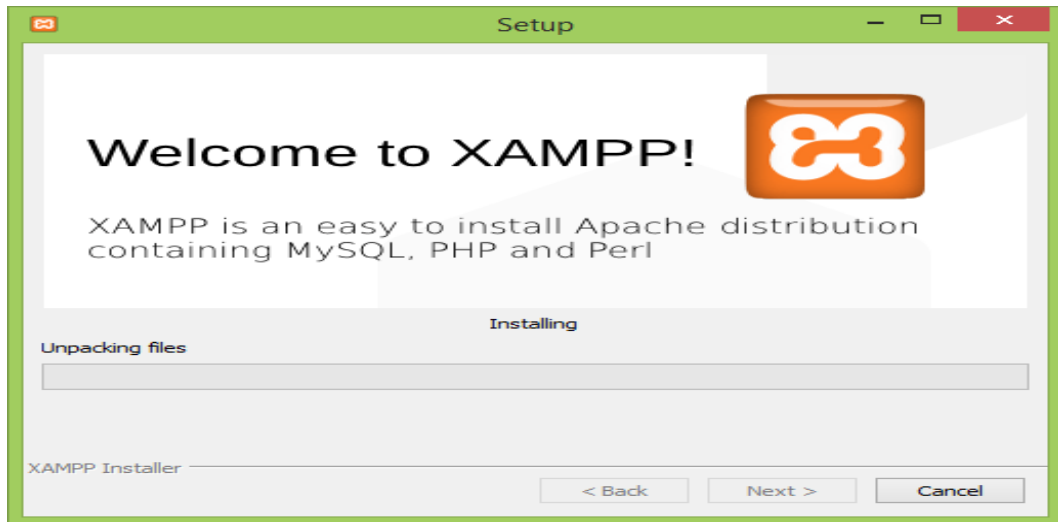 Setup
Welcome to XAMPP!
XAMPP is an easy to install Apache distribution
containing MySQL, PHP and Perl
Installing
Unpacking files
XAMPP Installer
< Back
Next >
Cancel